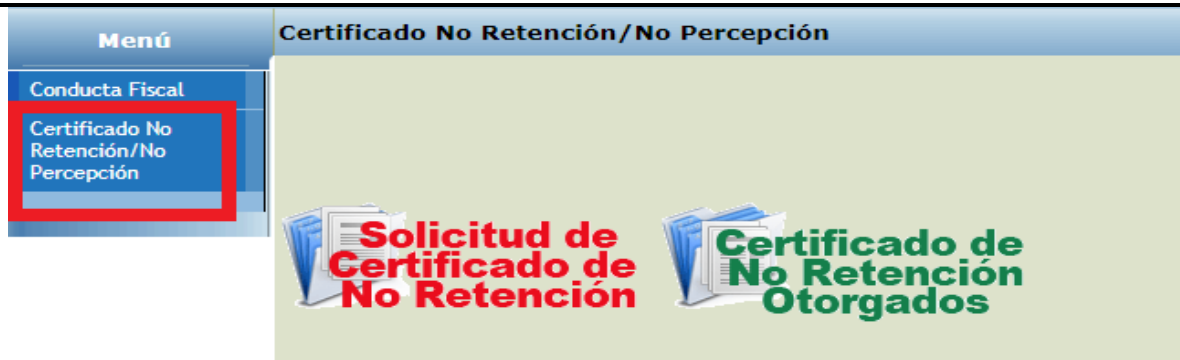 Menú
Certificado No Retención/No Percepción
Conducta Fiscal
Certificado No
Retención/No
Percepción
Solicitud de
Certificado de
No Retención
Certificado de
No Retención
Otorgados